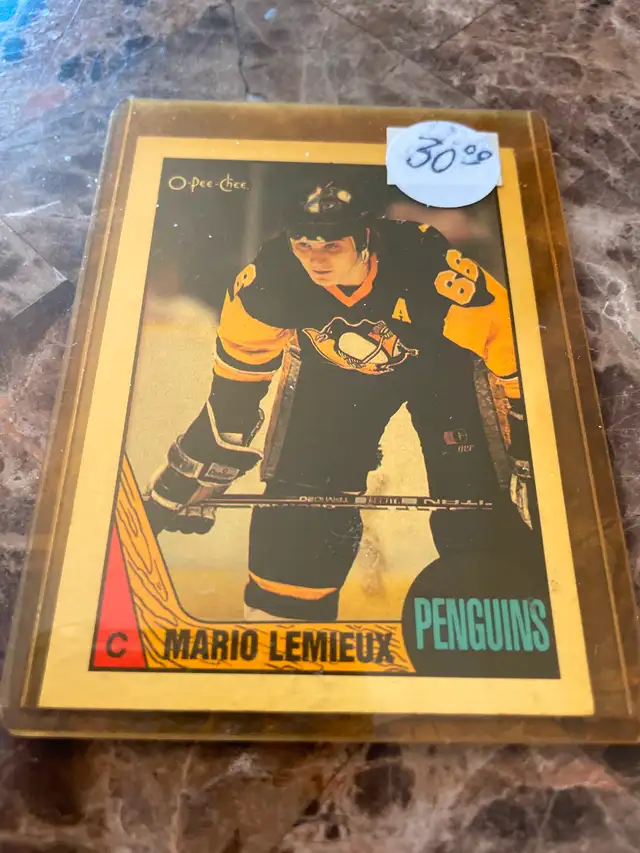 30.00
O-Pee-Chee.
66
A
C
MARIO LEMIEUX
PENGUINS